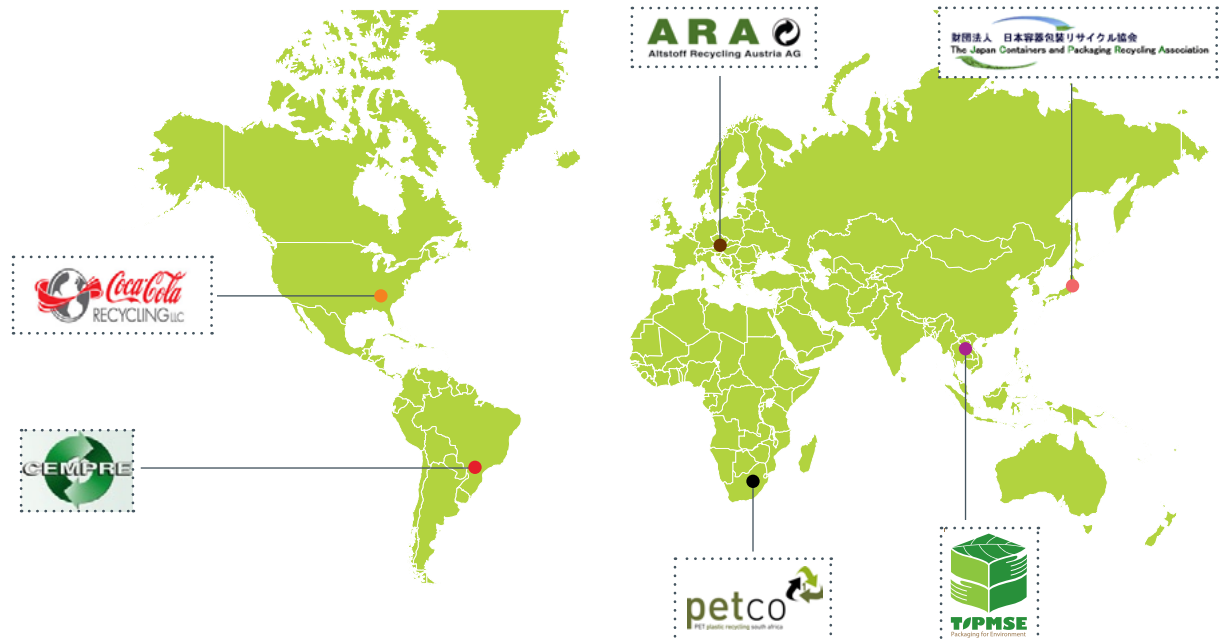 ARA
Altstoff Recycling Austria AG
財団法人 日本容器包装リサイクル協会
The Japan Containers and Packaging Recycling Association
Coca-Cola
RECYCLING LLC
CEMPRE
petco
PET plastic recycling south africa
TIPMSE
Packaging for Environment